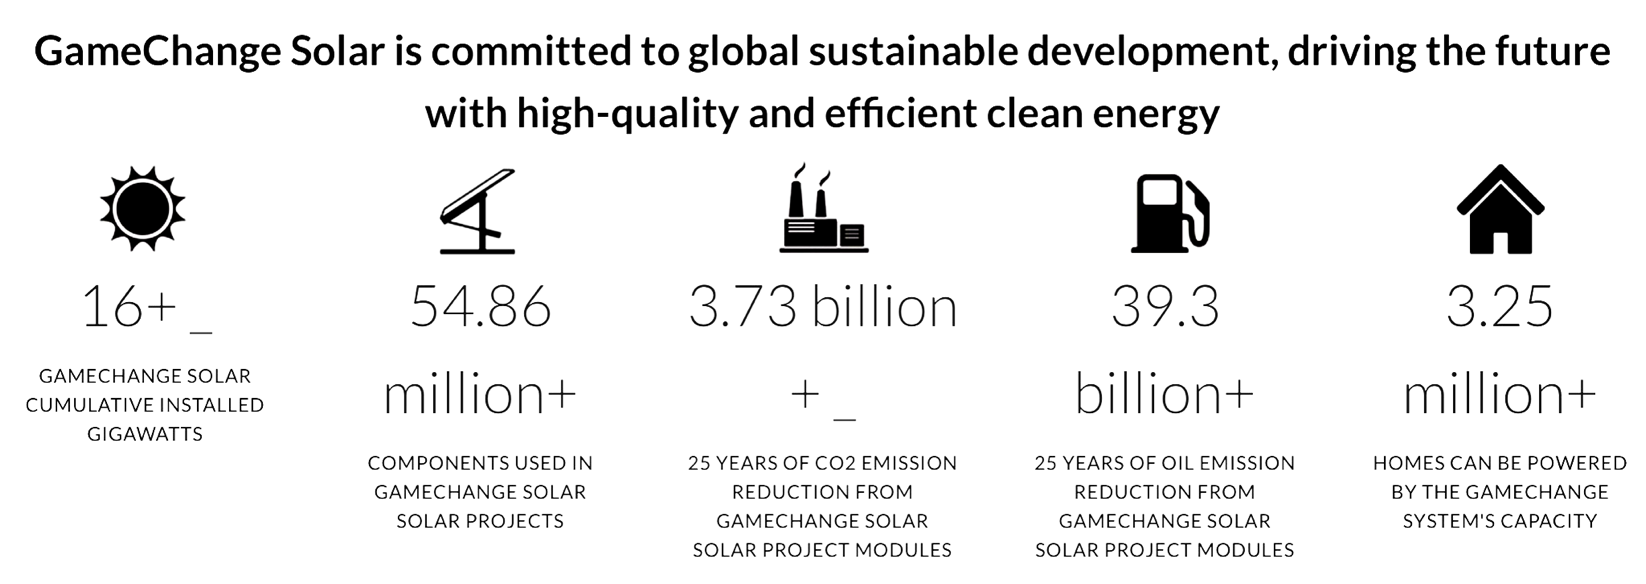 GameChange Solar is committed to global sustainable development, driving the future
with high-quality and efficient clean energy
16+ _
GAMECHANGE SOLAR
CUMULATIVE INSTALLED
GIGAWATTS
54.86
million+
COMPONENTS USED IN
GAMECHANGE SOLAR
SOLAR PROJECTS
3.73 billion
+ _
25 YEARS OF CO2 EMISSION
REDUCTION FROM
GAMECHANGE SOLAR
SOLAR PROJECT MODULES
39.3
billion+
25 YEARS OF OIL EMISSION
REDUCTION FROM
GAMECHANGE SOLAR
SOLAR PROJECT MODULES
3.25
million+
HOMES CAN BE POWERED
BY THE GAMECHANGE
SYSTEM'S CAPACITY